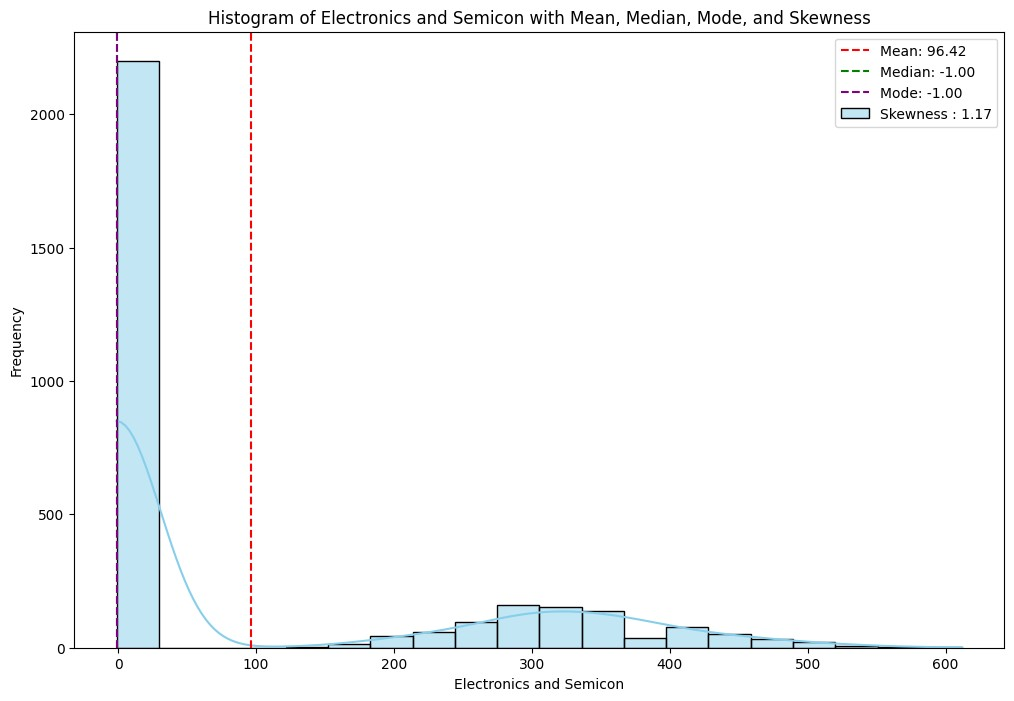 Histogram of Electronics and Semicon with Mean, Median, Mode, and Skewness
Mean: 96.42
Median: -1.00
Mode: -1.00
Skewness : 1.17
Frequency
2000
1500
1000
500
0
0 100 200 300 400 500 600
Electronics and Semicon